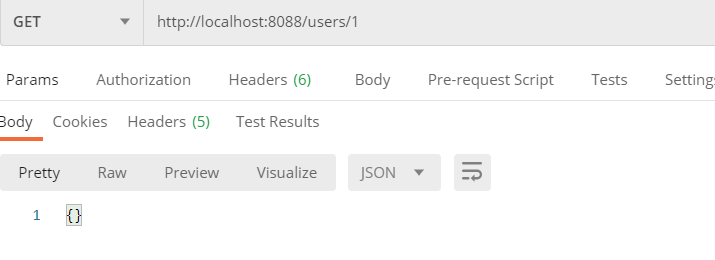 GET http://localhost:8088/users/1
Params Authorization Headers (6) Body Pre-request Script Tests Settings
Body Cookies Headers (5) Test Results
Pretty Raw Preview Visualize JSON
1 {}